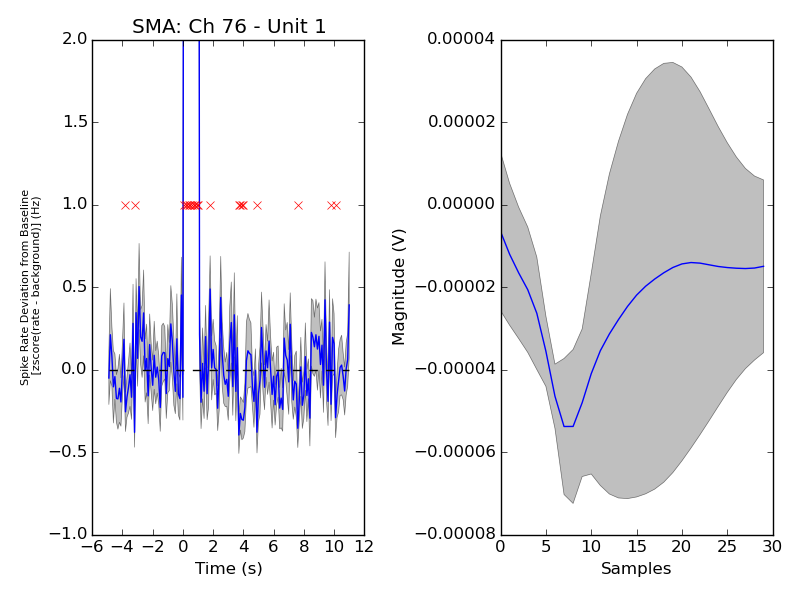 SMA: Ch 76 - Unit 1
2.0
1.5
1.0
0.5
0.0
−0.5
−1.0
−6 −4 −2 0 2 4 6 8 10 12
Time (s)
Spike Rate Deviation from Baseline
[zscore(rate - background)] (Hz)
0.00004
0.00002
0.00000
−0.00002
−0.00004
−0.00006
−0.00008
0 5 10 15 20 25 30
Samples
Magnitude (V)